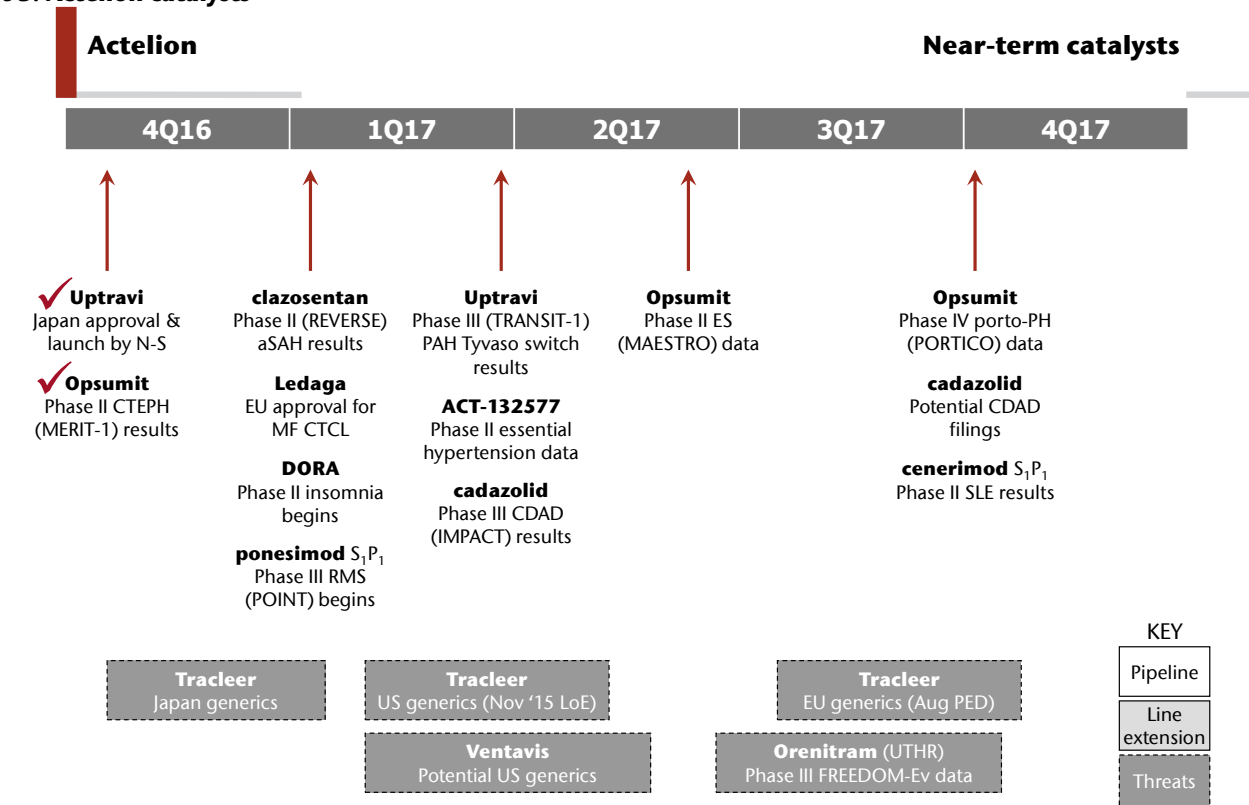 Actelion
Near-term catalysts
4Q16
1Q17
2Q17
3Q17
4Q17
Uptravi
Japan approval &
launch by N-S
Opsumit
Phase II CTEPH
(MERIT-1) results
clazosentan
Phase II (REVERSE)
aSAH results
Ledaga
EU approval for
MF CTCL
DORA
Phase II insomnia
begins
ponesimod S₁P₁
Phase III RMS
(POINT) begins
Uptravi
Phase III (TRANSIT-1)
PAH Tyvaso switch
results
ACT-132577
Phase II essential
hypertension data
cadazolid
Phase III CDAD
(IMPACT) results
Opsumit
Phase II ES
(MAESTRO) data
Opsumit
Phase IV porto-PH
(PORTICO) data
cadazolid
Potential CDAD
filings
cenerimod S₁P₁
Phase II SLE results
Tracleer
Japan generics
Tracleer
US generics (Nov ‘15 LoE)
Tracleer
EU generics (Aug PED)
Ventavis
Potential US generics
Orenitram (UTHR)
Phase III FREEDOM-Ev data
KEY
Pipeline
Line
extension
Threats